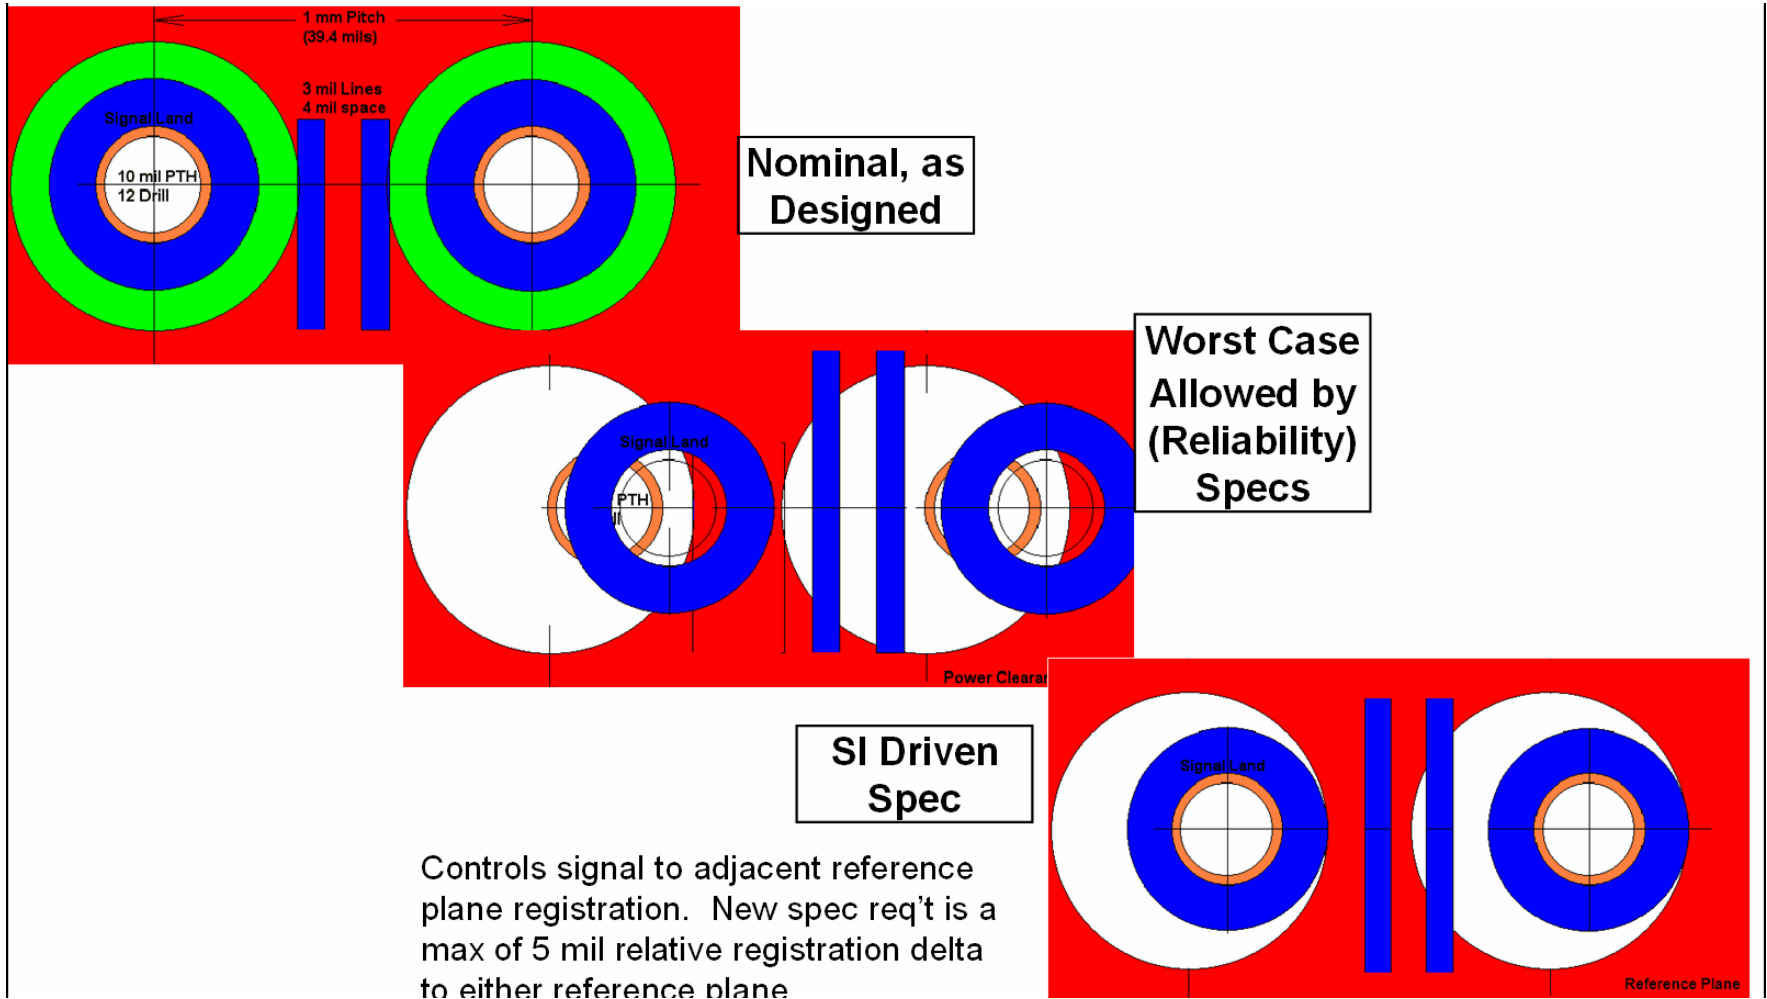 1 mm Pitch
(39.4 mils)
3 mil Lines
4 mil space
Signal Land
10 mil PTH
12 Drill
Nominal, as
Designed
Worst Case
Allowed by
(Reliability)
Specs
Signal Land
PTH
Power Clearan
SI Driven
Spec
Signal Land
Controls signal to adjacent reference
plane registration. New spec req't is a
max of 5 mil relative registration delta
to either reference plane
Reference Plane